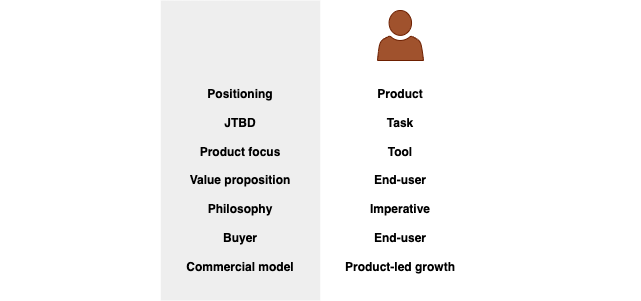 Positioning Product
JTBD Task
Product focus Tool
Value proposition End-user
Philosophy Imperative
Buyer End-user
Commercial model Product-led growth